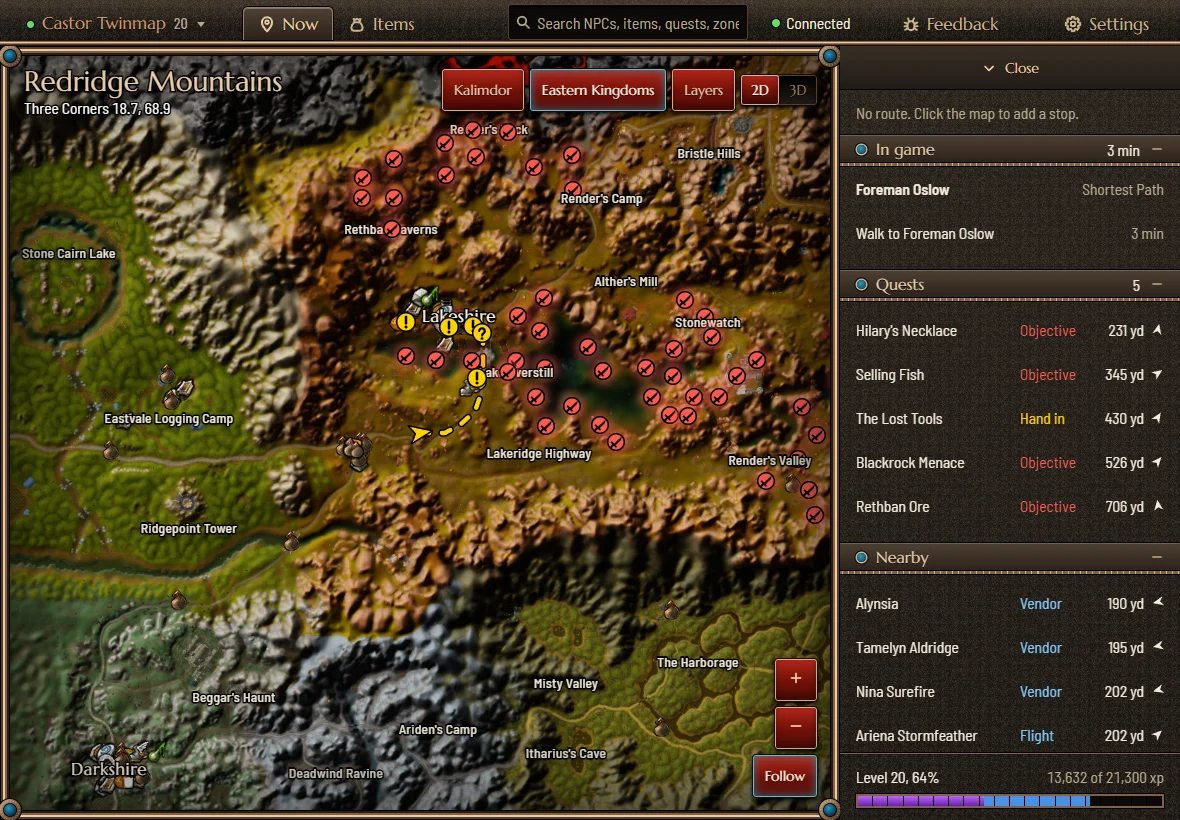 Castor Twinmap 20
Now
Items
Search NPCs, items, quests, zone
Connected
Feedback
Settings
Redridge Mountains
Three Corners 18.7, 68.9
Kalimdor
Eastern Kingdoms
Layers
2D
3D
Bristle Hills
Render's Camp
Stone Cairn Lake
Alther's Mill
Lakeshire
Stonewatch
Eastvale Logging Camp
Lakeridge Highway
Render's Valley
Ridgepoint Tower
The Harborage
Misty Valley
Beggar's Haunt
Ariden's Camp
Itharius's Cave
Darkshire
Deadwind Ravine
+
−
Follow
Close
No route. Click the map to add a stop.
In game 3 min −
Foreman Oslow Shortest Path
Walk to Foreman Oslow 3 min
Quests 5 −
Hilary's Necklace Objective 231 yd
Selling Fish Objective 345 yd
The Lost Tools Hand in 430 yd
Blackrock Menace Objective 526 yd
Rethban Ore Objective 706 yd
Nearby −
Alynsia Vendor 190 yd
Tamelyn Aldridge Vendor 195 yd
Nina Surefire Vendor 202 yd
Ariena Stormfeather Flight 202 yd
Level 20, 64% 13,632 of 21,300 xp